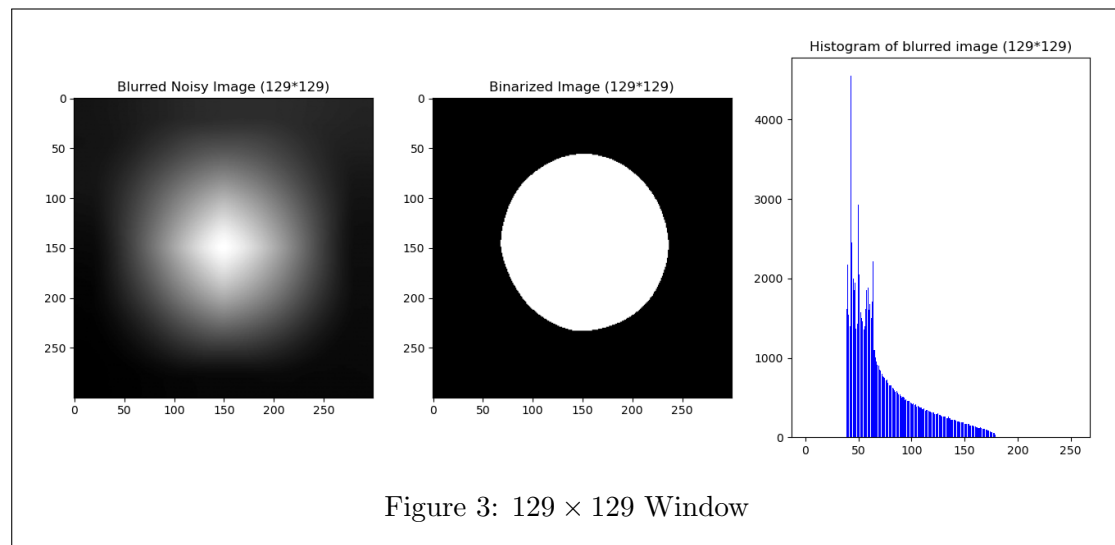 Blurred Noisy Image (129*129)
0
50
100
150
200
250
0 50 100 150 200 250
Binarized Image (129*129)
0
50
100
150
200
250
0 50 100 150 200 250
Histogram of blurred image (129*129)
4000
3000
2000
1000
0
0 50 100 150 200 250
Figure 3: 129 × 129 Window